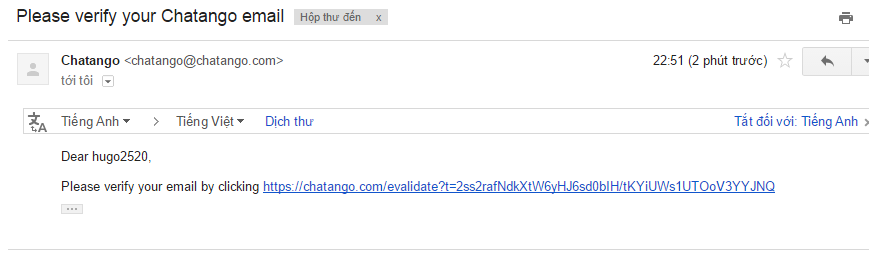 Please verify your Chatango email Hộp thư đến x
Chatango <chatango@chatango.com> 22:51 (2 phút trước)
tới tôi
Tiếng Anh > Tiếng Việt Dịch thư Tắt đối với: Tiếng Anh x
Dear hugo2520,
Please verify your email by clicking https://chatango.com/evalidate?t=2ss2rafNdkXtW6yHJ6sd0bIH/tKYiUWs1UTOoV3YYJNQ